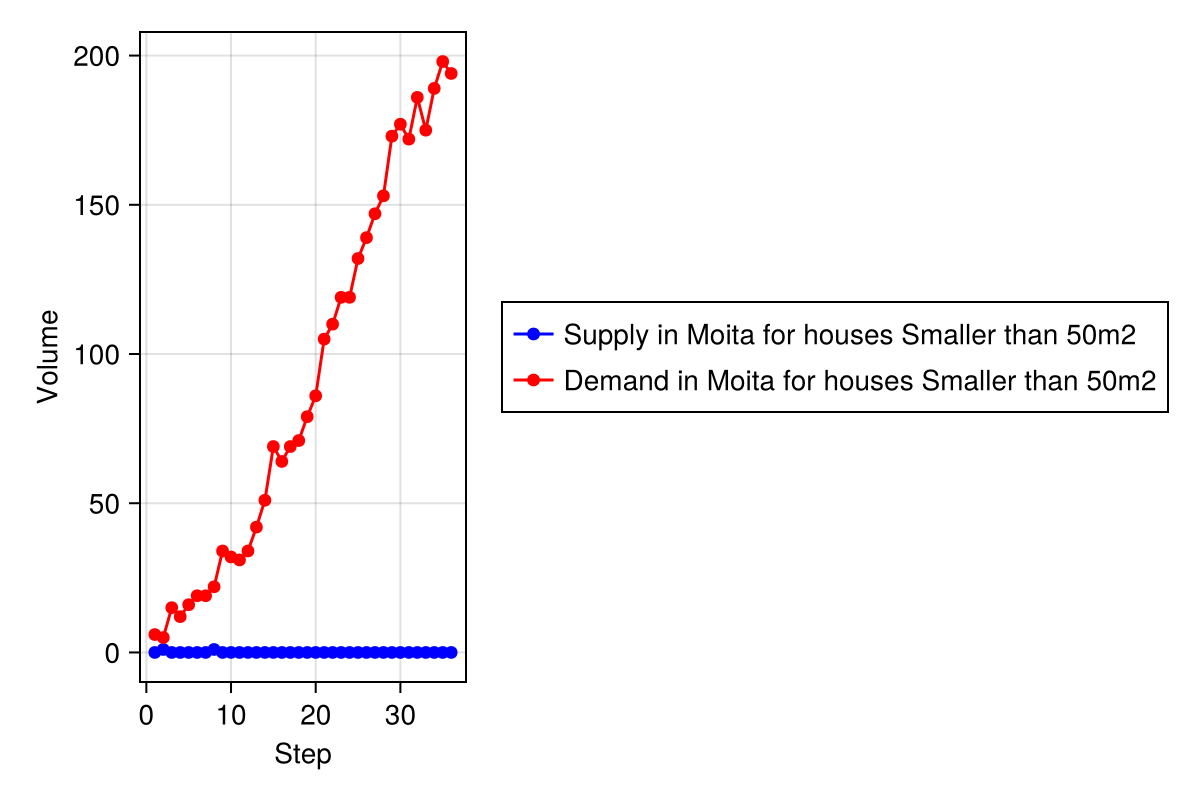 200
150
100
50
0
Volume
0 10 20 30
Step
Supply in Moita for houses Smaller than 50m2
Demand in Moita for houses Smaller than 50m2